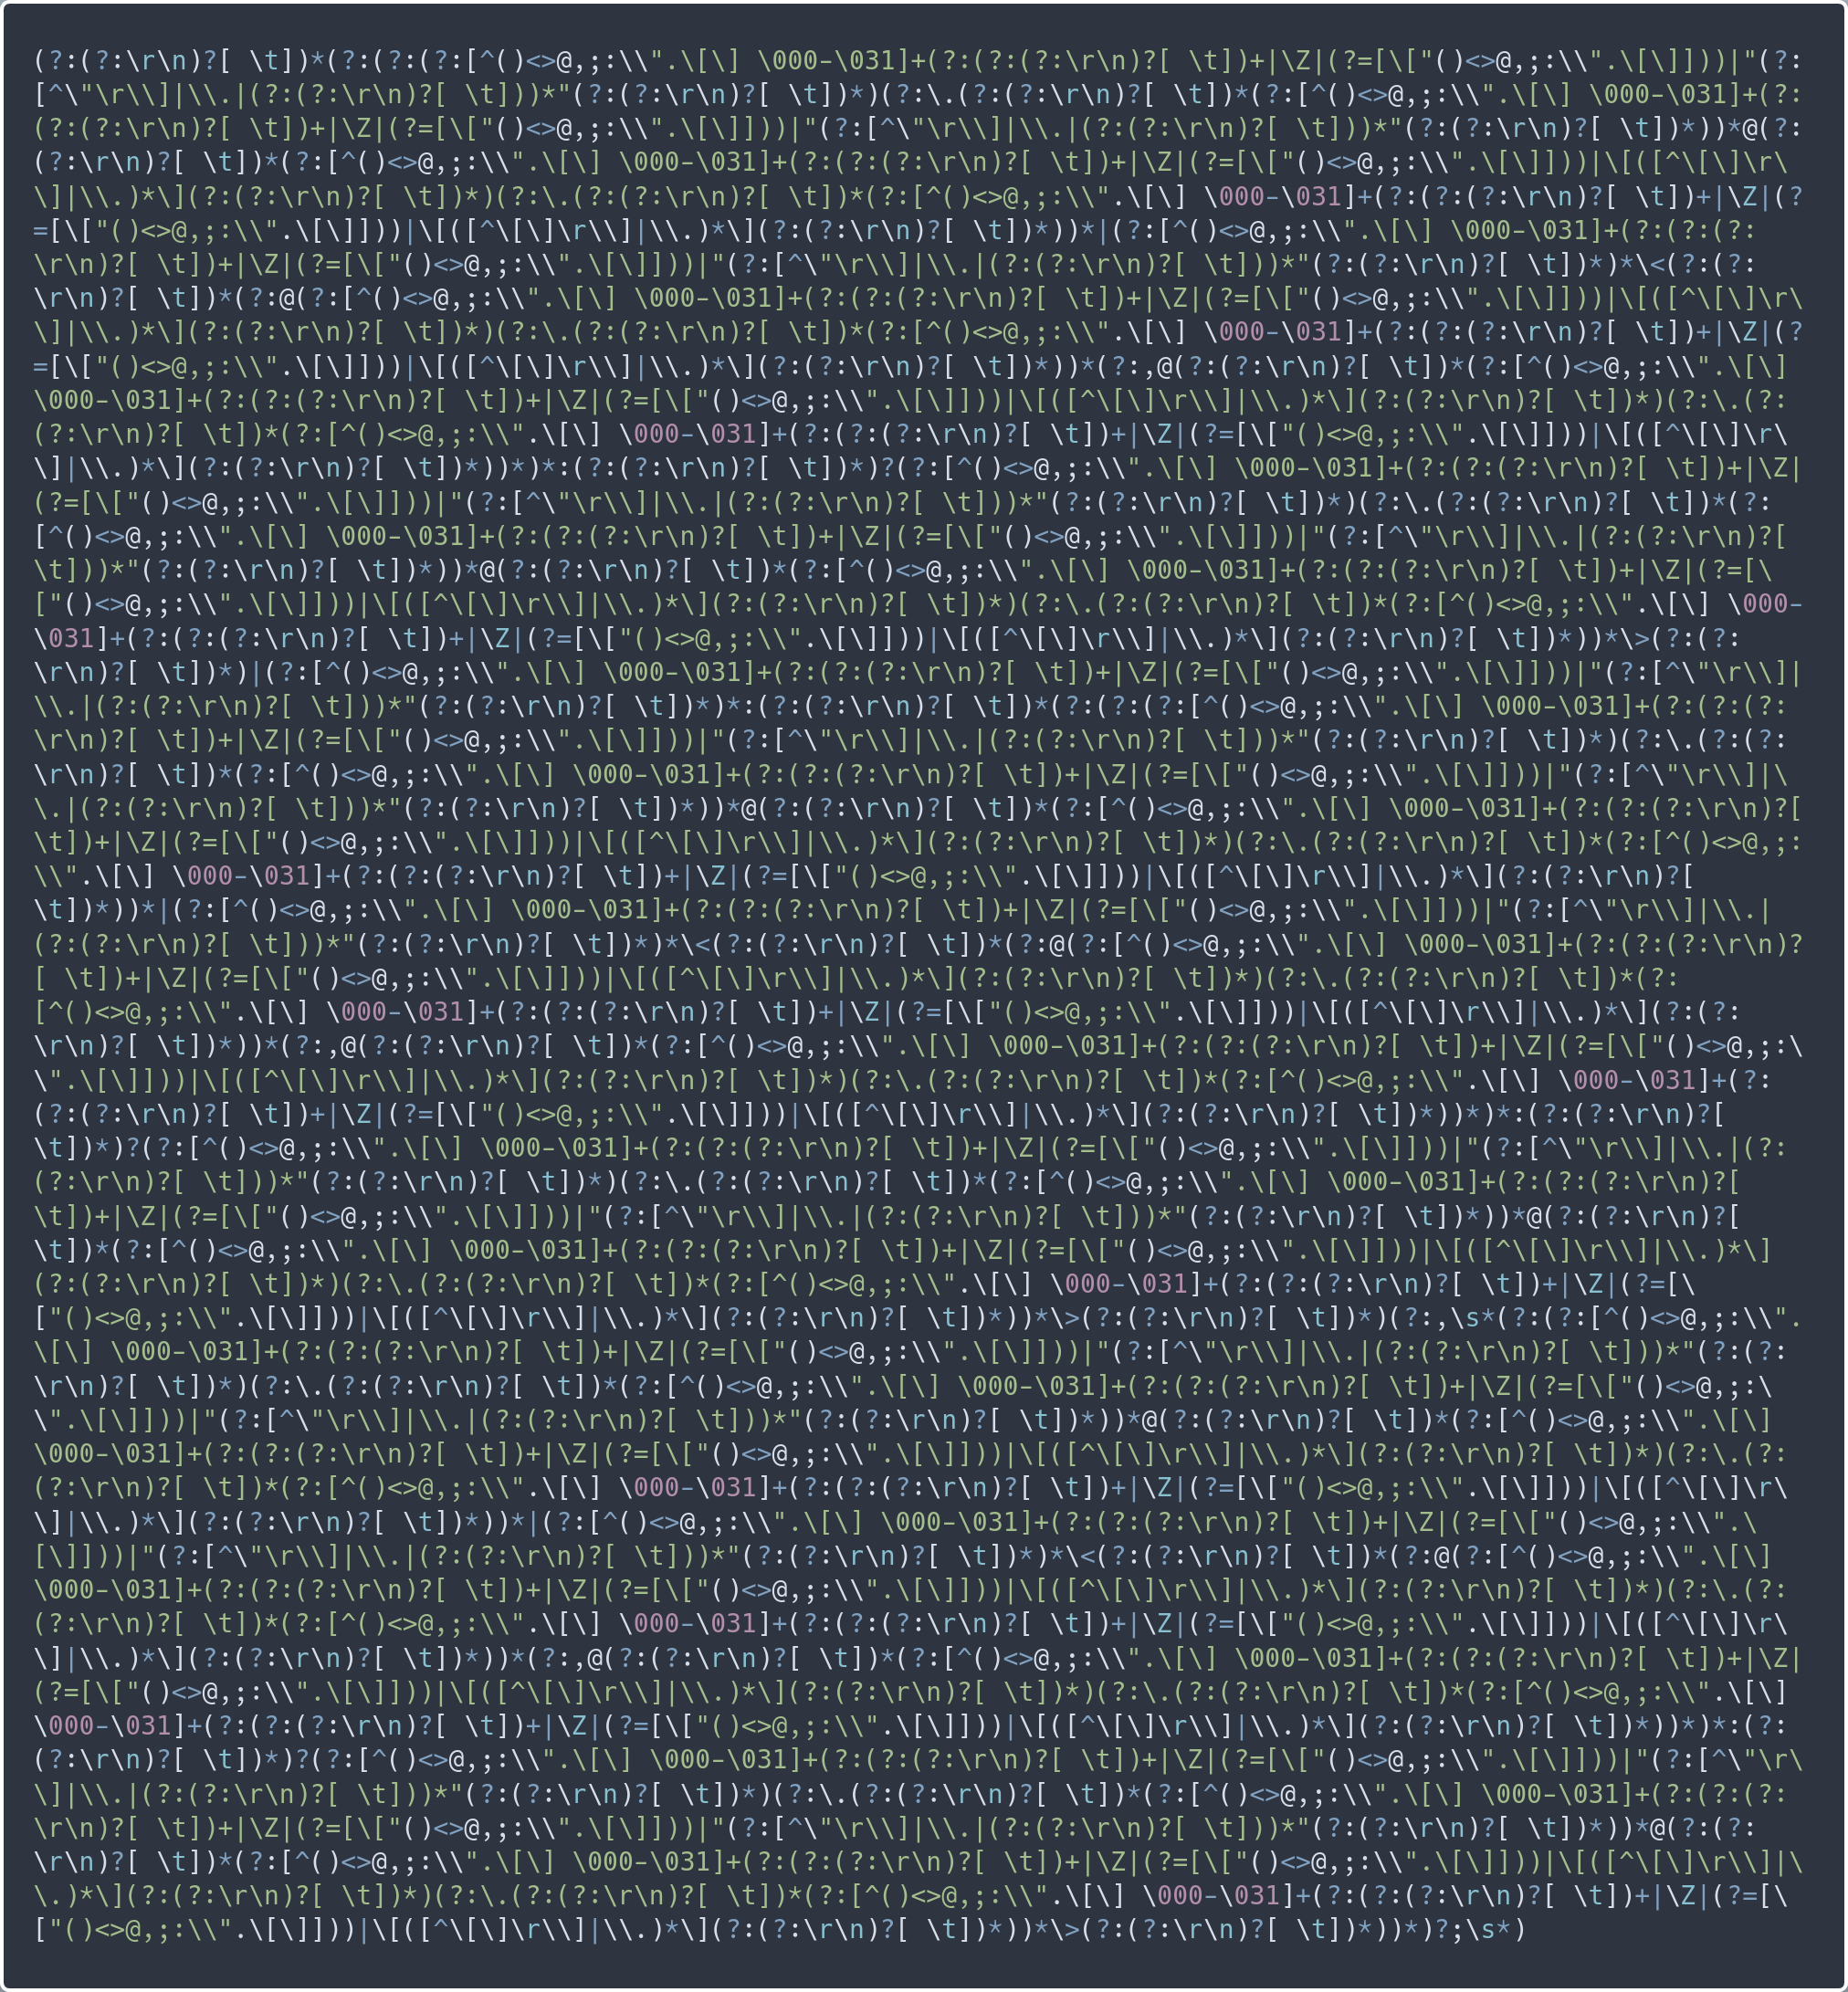 (?:(?:\r\n)?[ \t])*(?:(?:(?:[^()<>@,;:\\".\[\] \000-\031]+(?:(?:(?:\r\n)?[ \t])+|\Z|(?=[\["()<>@,;:\\".\[\]]))|"(?:
[^\"\r\\]|\\.|(?:(?:\r\n)?[ \t]))*"(?:(?:\r\n)?[ \t])*)(?:\.(?:(?:\r\n)?[ \t])*(?:[^()<>@,;:\\".\[\] \000-\031]+(?:
(?:(?:\r\n)?[ \t])+|\Z|(?=[\["()<>@,;:\\".\[\]]))|"(?:[^\"\r\\]|\\.|(?:(?:\r\n)?[ \t]))*"(?:(?:\r\n)?[ \t])*))*@(?:
(?:\r\n)?[ \t])*(?:[^()<>@,;:\\".\[\] \000-\031]+(?:(?:(?:\r\n)?[ \t])+|\Z|(?=[\["()<>@,;:\\".\[\]]))|\[([^\[\]\r\
\]|\\.)*\](?:(?:\r\n)?[ \t])*)(?:\.(?:(?:\r\n)?[ \t])*(?:[^()<>@,;:\\".\[\] \000-\031]+(?:(?:(?:\r\n)?[ \t])+|\Z|(?
=[\["()<>@,;:\\".\[\]]))|\[([^\[\]\r\\]|\\.)*\](?:(?:\r\n)?[ \t])*))*|(?:[^()<>@,;:\\".\[\] \000-\031]+(?:(?:(?:
\r\n)?[ \t])+|\Z|(?=[\["()<>@,;:\\".\[\]]))|"(?:[^\"\r\\]|\\.|(?:(?:\r\n)?[ \t]))*"(?:(?:\r\n)?[ \t])*)*\<(?:(?:
\r\n)?[ \t])*(?:@(?:[^()<>@,;:\\".\[\] \000-\031]+(?:(?:(?:\r\n)?[ \t])+|\Z|(?=[\["()<>@,;:\\".\[\]]))|\[([^\[\]\r\
\]|\\.)*\](?:(?:\r\n)?[ \t])*)(?:\.(?:(?:\r\n)?[ \t])*(?:[^()<>@,;:\\".\[\] \000-\031]+(?:(?:(?:\r\n)?[ \t])+|\Z|(?
=[\["()<>@,;:\\".\[\]]))|\[([^\[\]\r\\]|\\.)*\](?:(?:\r\n)?[ \t])*))*(?:,@(?:(?:\r\n)?[ \t])*(?:[^()<>@,;:\\".\[\]
\000-\031]+(?:(?:(?:\r\n)?[ \t])+|\Z|(?=[\["()<>@,;:\\".\[\]]))|\[([^\[\]\r\\]|\\.)*\](?:(?:\r\n)?[ \t])*)(?:\.(?:
(?:\r\n)?[ \t])*(?:[^()<>@,;:\\".\[\] \000-\031]+(?:(?:(?:\r\n)?[ \t])+|\Z|(?=[\["()<>@,;:\\".\[\]]))|\[([^\[\]\r\
\]|\\.)*\](?:(?:\r\n)?[ \t])*))*)*:(?:(?:\r\n)?[ \t])*)?(?:[^()<>@,;:\\".\[\] \000-\031]+(?:(?:(?:\r\n)?[ \t])+|\Z|
(?=[\["()<>@,;:\\".\[\]]))|"(?:[^\"\r\\]|\\.|(?:(?:\r\n)?[ \t]))*"(?:(?:\r\n)?[ \t])*)(?:\.(?:(?:\r\n)?[ \t])*(?:
[^()<>@,;:\\".\[\] \000-\031]+(?:(?:(?:\r\n)?[ \t])+|\Z|(?=[\["()<>@,;:\\".\[\]]))|"(?:[^\"\r\\]|\\.|(?:(?:\r\n)?[
\t]))*"(?:(?:\r\n)?[ \t])*))*@(?:(?:\r\n)?[ \t])*(?:[^()<>@,;:\\".\[\] \000-\031]+(?:(?:(?:\r\n)?[ \t])+|\Z|(?=[\
["()<>@,;:\\".\[\]]))|\[([^\[\]\r\\]|\\.)*\](?:(?:\r\n)?[ \t])*)(?:\.(?:(?:\r\n)?[ \t])*(?:[^()<>@,;:\\".\[\] \000-
\031]+(?:(?:(?:\r\n)?[ \t])+|\Z|(?=[\["()<>@,;:\\".\[\]]))|\[([^\[\]\r\\]|\\.)*\](?:(?:\r\n)?[ \t])*))*\>(?:(?:
\r\n)?[ \t])*)|(?:[^()<>@,;:\\".\[\] \000-\031]+(?:(?:(?:\r\n)?[ \t])+|\Z|(?=[\["()<>@,;:\\".\[\]]))|"(?:[^\"\r\\]|
\\.|(?:(?:\r\n)?[ \t]))*"(?:(?:\r\n)?[ \t])*)*:(?:(?:\r\n)?[ \t])*(?:(?:(?:[^()<>@,;:\\".\[\] \000-\031]+(?:(?:(?:
\r\n)?[ \t])+|\Z|(?=[\["()<>@,;:\\".\[\]]))|"(?:[^\"\r\\]|\\.|(?:(?:\r\n)?[ \t]))*"(?:(?:\r\n)?[ \t])*)(?:\.(?:(?:
\r\n)?[ \t])*(?:[^()<>@,;:\\".\[\] \000-\031]+(?:(?:(?:\r\n)?[ \t])+|\Z|(?=[\["()<>@,;:\\".\[\]]))|"(?:[^\"\r\\]|\
\.|(?:(?:\r\n)?[ \t]))*"(?:(?:\r\n)?[ \t])*))*@(?:(?:\r\n)?[ \t])*(?:[^()<>@,;:\\".\[\] \000-\031]+(?:(?:(?:\r\n)?[
\t])+|\Z|(?=[\["()<>@,;:\\".\[\]]))|\[([^\[\]\r\\]|\\.)*\](?:(?:\r\n)?[ \t])*)(?:\.(?:(?:\r\n)?[ \t])*(?:[^()<>@,;:
\\".\[\] \000-\031]+(?:(?:(?:\r\n)?[ \t])+|\Z|(?=[\["()<>@,;:\\".\[\]]))|\[([^\[\]\r\\]|\\.)*\](?:(?:\r\n)?[
\t])*))*|(?:[^()<>@,;:\\".\[\] \000-\031]+(?:(?:(?:\r\n)?[ \t])+|\Z|(?=[\["()<>@,;:\\".\[\]]))|"(?:[^\"\r\\]|\\.|
(?:(?:\r\n)?[ \t]))*"(?:(?:\r\n)?[ \t])*)*\<(?:(?:\r\n)?[ \t])*(?:@(?:[^()<>@,;:\\".\[\] \000-\031]+(?:(?:(?:\r\n)?
[ \t])+|\Z|(?=[\["()<>@,;:\\".\[\]]))|\[([^\[\]\r\\]|\\.)*\](?:(?:\r\n)?[ \t])*)(?:\.(?:(?:\r\n)?[ \t])*(?:
[^()<>@,;:\\".\[\] \000-\031]+(?:(?:(?:\r\n)?[ \t])+|\Z|(?=[\["()<>@,;:\\".\[\]]))|\[([^\[\]\r\\]|\\.)*\](?:(?:
\r\n)?[ \t])*))*(?:,@(?:(?:\r\n)?[ \t])*(?:[^()<>@,;:\\".\[\] \000-\031]+(?:(?:(?:\r\n)?[ \t])+|\Z|(?=[\["()<>@,;:\
\".\[\]]))|\[([^\[\]\r\\]|\\.)*\](?:(?:\r\n)?[ \t])*)(?:\.(?:(?:\r\n)?[ \t])*(?:[^()<>@,;:\\".\[\] \000-\031]+(?:
(?:(?:\r\n)?[ \t])+|\Z|(?=[\["()<>@,;:\\".\[\]]))|\[([^\[\]\r\\]|\\.)*\](?:(?:\r\n)?[ \t])*))*)*:(?:(?:\r\n)?[
\t])*)?(?:[^()<>@,;:\\".\[\] \000-\031]+(?:(?:(?:\r\n)?[ \t])+|\Z|(?=[\["()<>@,;:\\".\[\]]))|"(?:[^\"\r\\]|\\.|(?:
(?:\r\n)?[ \t]))*"(?:(?:\r\n)?[ \t])*)(?:\.(?:(?:\r\n)?[ \t])*(?:[^()<>@,;:\\".\[\] \000-\031]+(?:(?:(?:\r\n)?[
\t])+|\Z|(?=[\["()<>@,;:\\".\[\]]))|"(?:[^\"\r\\]|\\.|(?:(?:\r\n)?[ \t]))*"(?:(?:\r\n)?[ \t])*))*@(?:(?:\r\n)?[
\t])*(?:[^()<>@,;:\\".\[\] \000-\031]+(?:(?:(?:\r\n)?[ \t])+|\Z|(?=[\["()<>@,;:\\".\[\]]))|\[([^\[\]\r\\]|\\.)*\]
(?:(?:\r\n)?[ \t])*)(?:\.(?:(?:\r\n)?[ \t])*(?:[^()<>@,;:\\".\[\] \000-\031]+(?:(?:(?:\r\n)?[ \t])+|\Z|(?=[\
["()<>@,;:\\".\[\]]))|\[([^\[\]\r\\]|\\.)*\](?:(?:\r\n)?[ \t])*))*\>(?:(?:\r\n)?[ \t])*)(?:,\s*(?:(?:[^()<>@,;:\\".
\[\] \000-\031]+(?:(?:(?:\r\n)?[ \t])+|\Z|(?=[\["()<>@,;:\\".\[\]]))|"(?:[^\"\r\\]|\\.|(?:(?:\r\n)?[ \t]))*"(?:(?:
\r\n)?[ \t])*)(?:\.(?:(?:\r\n)?[ \t])*(?:[^()<>@,;:\\".\[\] \000-\031]+(?:(?:(?:\r\n)?[ \t])+|\Z|(?=[\["()<>@,;:\
\".\[\]]))|"(?:[^\"\r\\]|\\.|(?:(?:\r\n)?[ \t]))*"(?:(?:\r\n)?[ \t])*))*@(?:(?:\r\n)?[ \t])*(?:[^()<>@,;:\\".\[\]
\000-\031]+(?:(?:(?:\r\n)?[ \t])+|\Z|(?=[\["()<>@,;:\\".\[\]]))|\[([^\[\]\r\\]|\\.)*\](?:(?:\r\n)?[ \t])*)(?:\.(?:
(?:\r\n)?[ \t])*(?:[^()<>@,;:\\".\[\] \000-\031]+(?:(?:(?:\r\n)?[ \t])+|\Z|(?=[\["()<>@,;:\\".\[\]]))|\[([^\[\]\r\
\]|\\.)*\](?:(?:\r\n)?[ \t])*))*|(?:[^()<>@,;:\\".\[\] \000-\031]+(?:(?:(?:\r\n)?[ \t])+|\Z|(?=[\["()<>@,;:\\".\
[\]]))|"(?:[^\"\r\\]|\\.|(?:(?:\r\n)?[ \t]))*"(?:(?:\r\n)?[ \t])*)*\<(?:(?:\r\n)?[ \t])*(?:@(?:[^()<>@,;:\\".\[\]
\000-\031]+(?:(?:(?:\r\n)?[ \t])+|\Z|(?=[\["()<>@,;:\\".\[\]]))|\[([^\[\]\r\\]|\\.)*\](?:(?:\r\n)?[ \t])*)(?:\.(?:
(?:\r\n)?[ \t])*(?:[^()<>@,;:\\".\[\] \000-\031]+(?:(?:(?:\r\n)?[ \t])+|\Z|(?=[\["()<>@,;:\\".\[\]]))|\[([^\[\]\r\
\]|\\.)*\](?:(?:\r\n)?[ \t])*))*(?:,@(?:(?:\r\n)?[ \t])*(?:[^()<>@,;:\\".\[\] \000-\031]+(?:(?:(?:\r\n)?[ \t])+|\Z|
(?=[\["()<>@,;:\\".\[\]]))|\[([^\[\]\r\\]|\\.)*\](?:(?:\r\n)?[ \t])*)(?:\.(?:(?:\r\n)?[ \t])*(?:[^()<>@,;:\\".\[\]
\000-\031]+(?:(?:(?:\r\n)?[ \t])+|\Z|(?=[\["()<>@,;:\\".\[\]]))|\[([^\[\]\r\\]|\\.)*\](?:(?:\r\n)?[ \t])*))*)*:(?:
(?:\r\n)?[ \t])*)?(?:[^()<>@,;:\\".\[\] \000-\031]+(?:(?:(?:\r\n)?[ \t])+|\Z|(?=[\["()<>@,;:\\".\[\]]))|"(?:[^\"\r\
\]|\\.|(?:(?:\r\n)?[ \t]))*"(?:(?:\r\n)?[ \t])*)(?:\.(?:(?:\r\n)?[ \t])*(?:[^()<>@,;:\\".\[\] \000-\031]+(?:(?:(?:
\r\n)?[ \t])+|\Z|(?=[\["()<>@,;:\\".\[\]]))|"(?:[^\"\r\\]|\\.|(?:(?:\r\n)?[ \t]))*"(?:(?:\r\n)?[ \t])*))*@(?:(?:
\r\n)?[ \t])*(?:[^()<>@,;:\\".\[\] \000-\031]+(?:(?:(?:\r\n)?[ \t])+|\Z|(?=[\["()<>@,;:\\".\[\]]))|\[([^\[\]\r\\]|\
\.)*\](?:(?:\r\n)?[ \t])*)(?:\.(?:(?:\r\n)?[ \t])*(?:[^()<>@,;:\\".\[\] \000-\031]+(?:(?:(?:\r\n)?[ \t])+|\Z|(?=[\
["()<>@,;:\\".\[\]]))|\[([^\[\]\r\\]|\\.)*\](?:(?:\r\n)?[ \t])*))*\>(?:(?:\r\n)?[ \t])*))*)?;\s*)